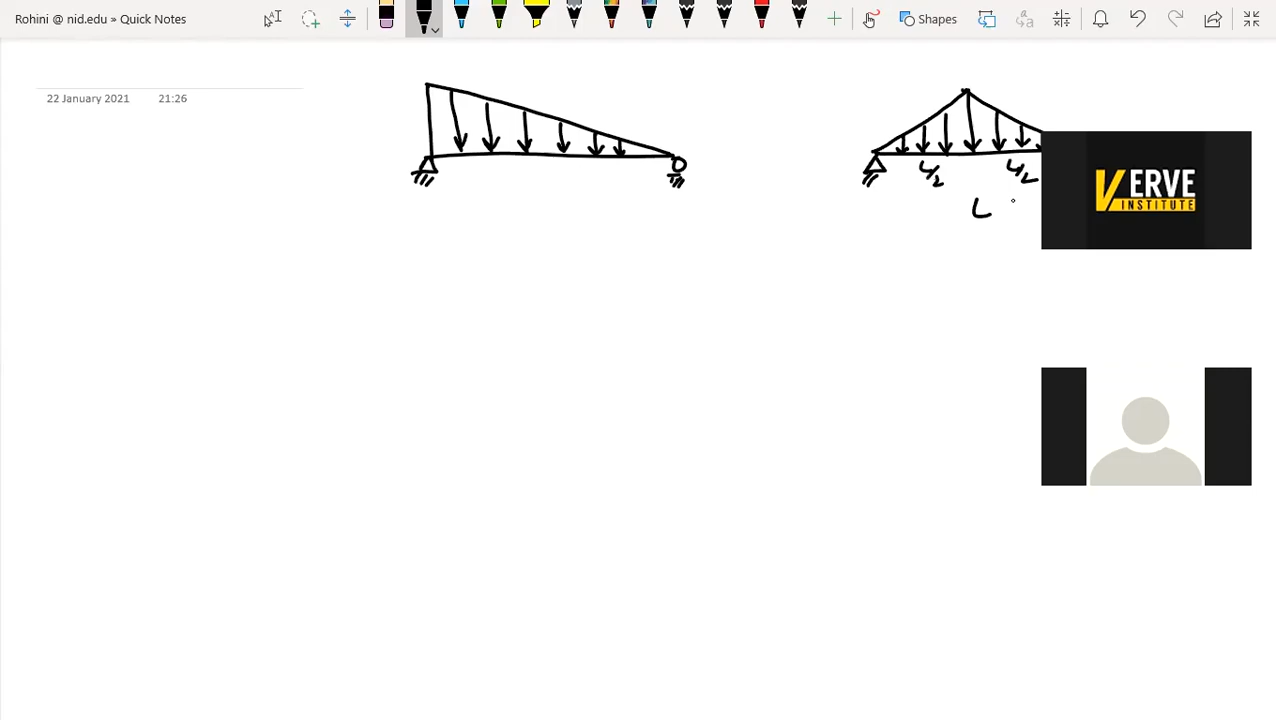 Rohini @ nid.edu » Quick Notes
Shapes
22 January 2021 21:26
L/2 L/2
L
VERVE
INSTITUTE